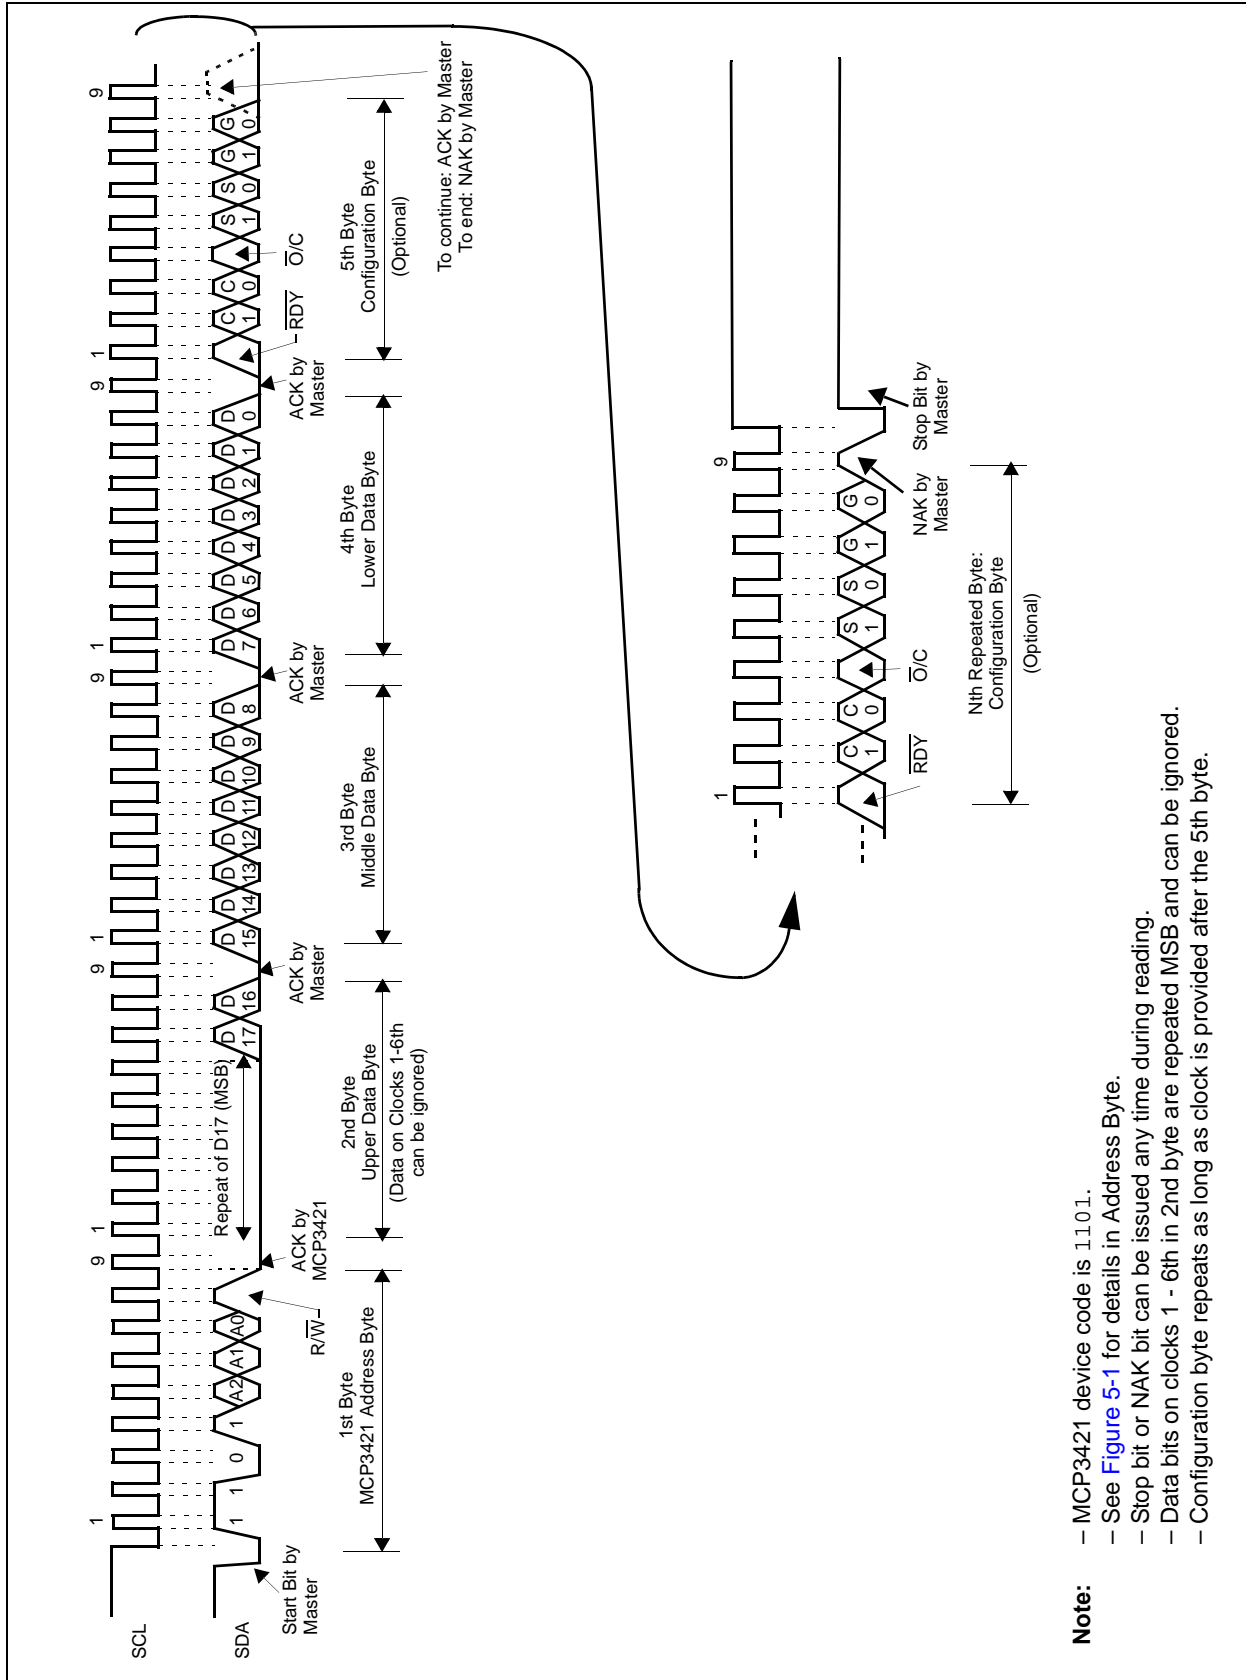 SCL
1
9
1
9
1
9
1
9
1
9
SDA
1
1
0
1
A2
A1
A0
Repeat of D17 (MSB)
D 17
D 16
D 15
D 14
D 13
D 12
D 11
D 10
D 9
D 8
D 7
D 6
D 5
D 4
D 3
D 2
D 1
D 0
C 1
C 0
S 1
S 0
G 1
G 0
Start Bit by
Master
R/W̅
ACK by
MCP3421
ACK by
Master
ACK by
Master
ACK by
Master
R̅D̅Y̅
O̅/C
To continue: ACK by Master
To end: NAK by Master
1st Byte
MCP3421 Address Byte
2nd Byte
Upper Data Byte
(Data on Clocks 1-6th
can be ignored)
3rd Byte
Middle Data Byte
4th Byte
Lower Data Byte
5th Byte
Configuration Byte
(Optional)
1
9
C 1
C 0
S 1
S 0
G 1
G 0
R̅D̅Y̅
O̅/C
NAK by
Master
Stop Bit by
Master
Nth Repeated Byte:
Configuration Byte
(Optional)
Note: – MCP3421 device code is 1101.
– See Figure 5-1 for details in Address Byte.
– Stop bit or NAK bit can be issued any time during reading.
– Data bits on clocks 1 - 6th in 2nd byte are repeated MSB and can be ignored.
– Configuration byte repeats as long as clock is provided after the 5th byte.